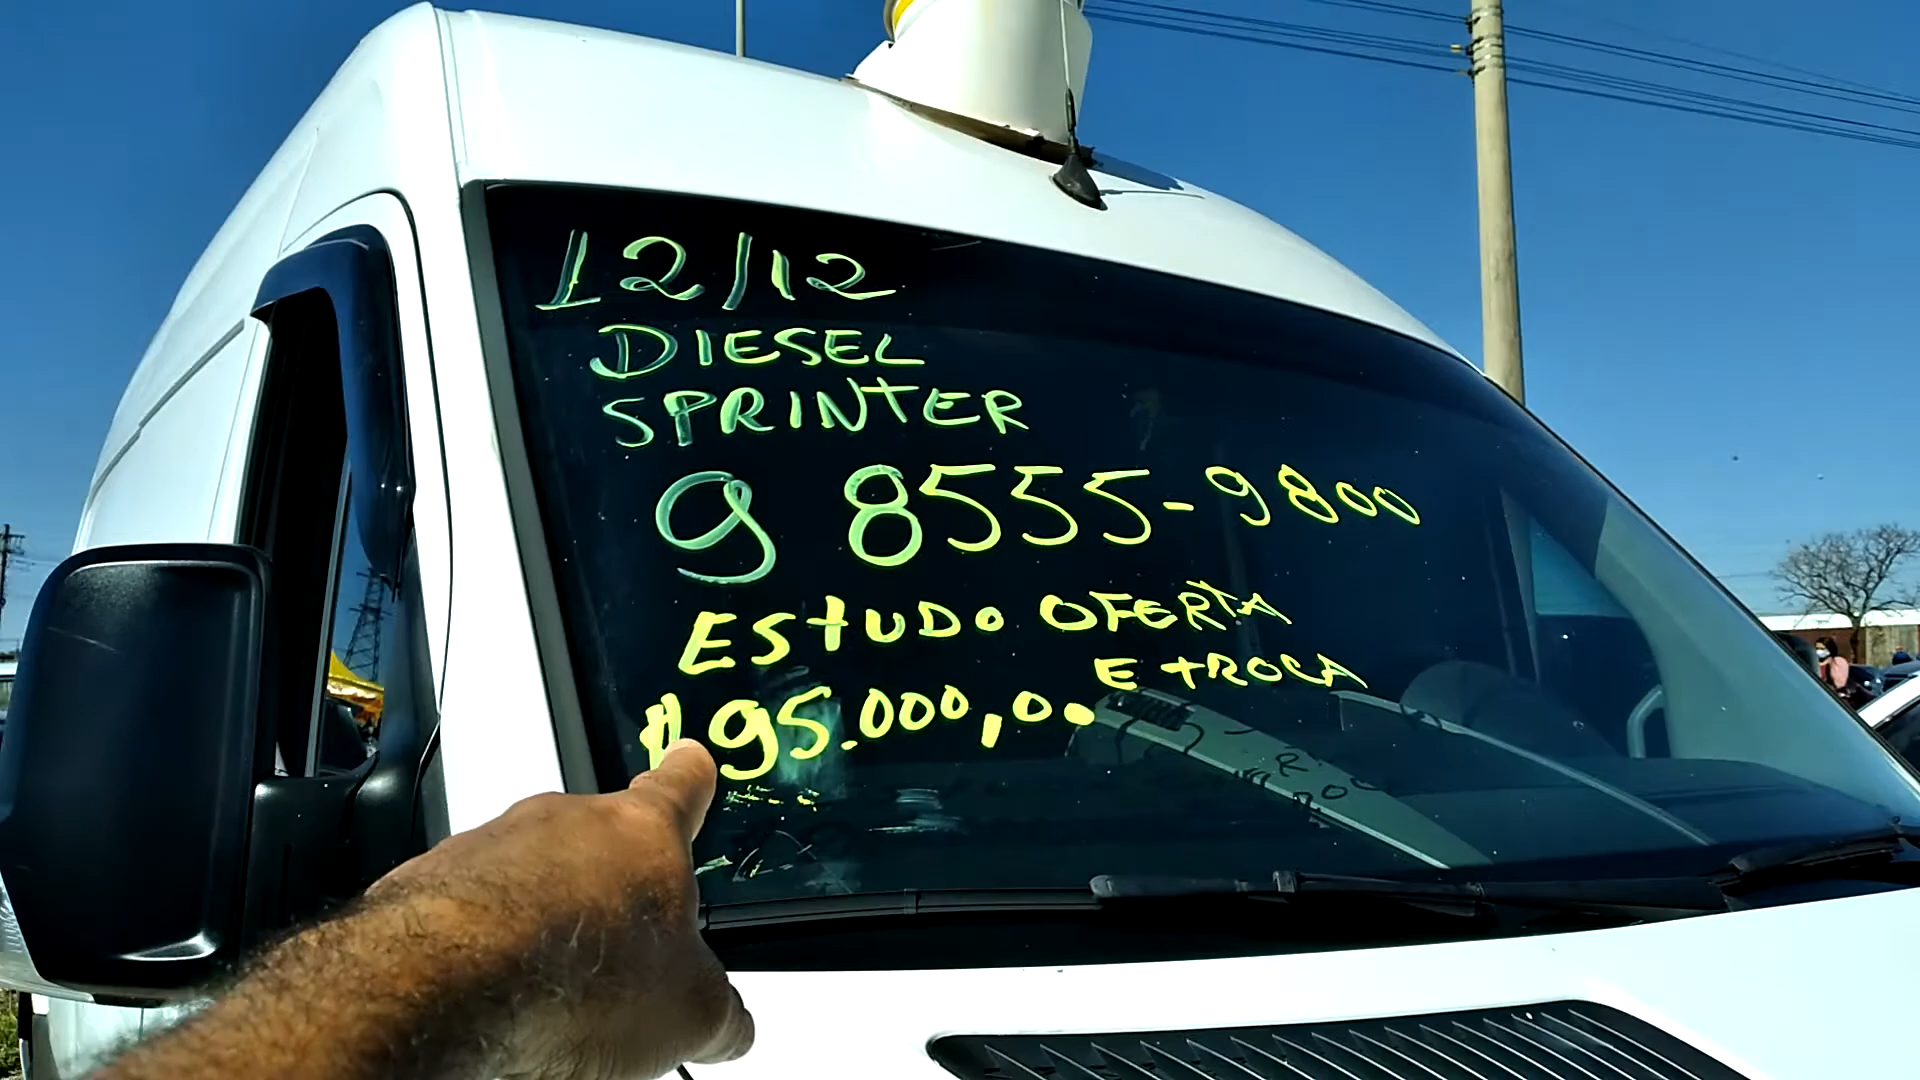 12/12
DIESEL
SPRINTER
9 8555-9800
ESTUDO OFERTA
E TROCA
$95.000,00